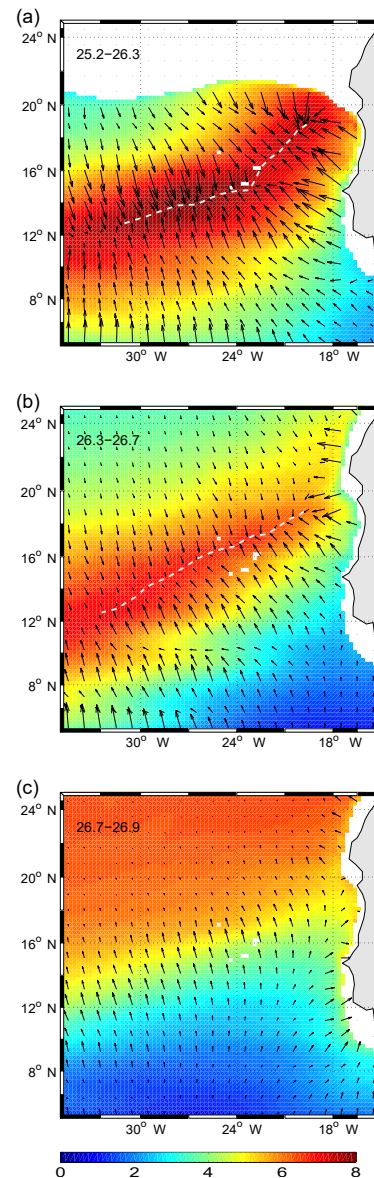 (a)
24° N
25.2−26.3
20° N
16° N
12° N
8° N
30° W
24° W
18° W
(b)
24° N
26.3−26.7
20° N
16° N
12° N
8° N
30° W
24° W
18° W
(c)
24° N
26.7−26.9
20° N
16° N
12° N
8° N
30° W
24° W
18° W
0 2 4 6 8